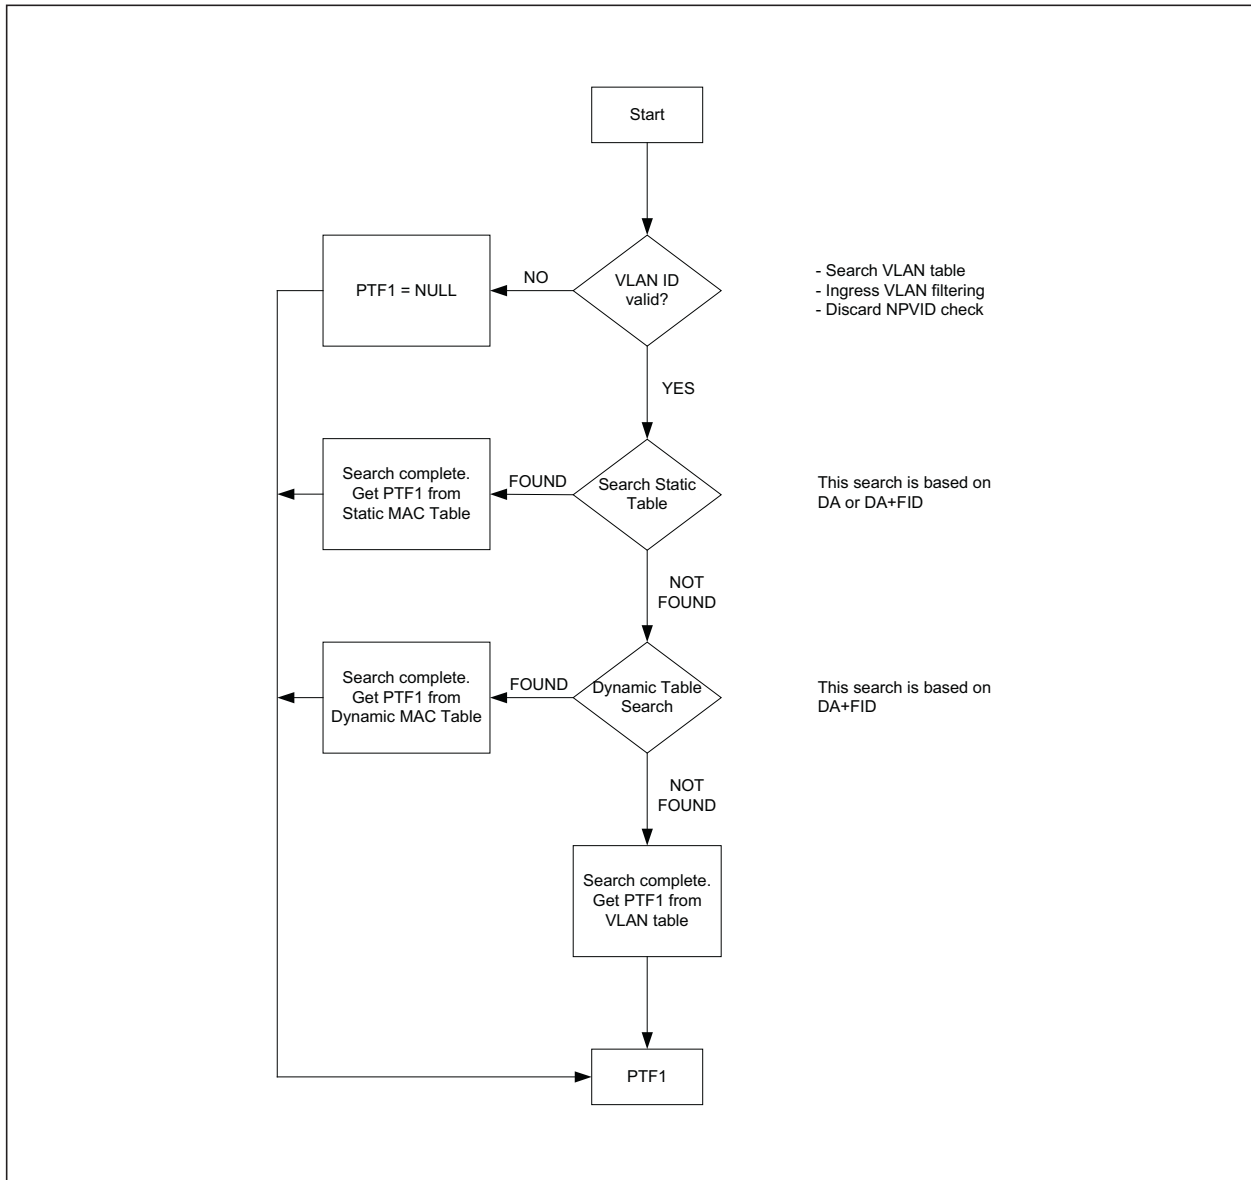 Start
VLAN ID
valid?
NO
PTF1 = NULL
- Search VLAN table
- Ingress VLAN filtering
- Discard NPVID check
YES
Search Static
Table
FOUND
Search complete.
Get PTF1 from
Static MAC Table
This search is based on
DA or DA+FID
NOT
FOUND
Dynamic Table
Search
FOUND
Search complete.
Get PTF1 from
Dynamic MAC Table
This search is based on
DA+FID
NOT
FOUND
Search complete.
Get PTF1 from
VLAN table
PTF1